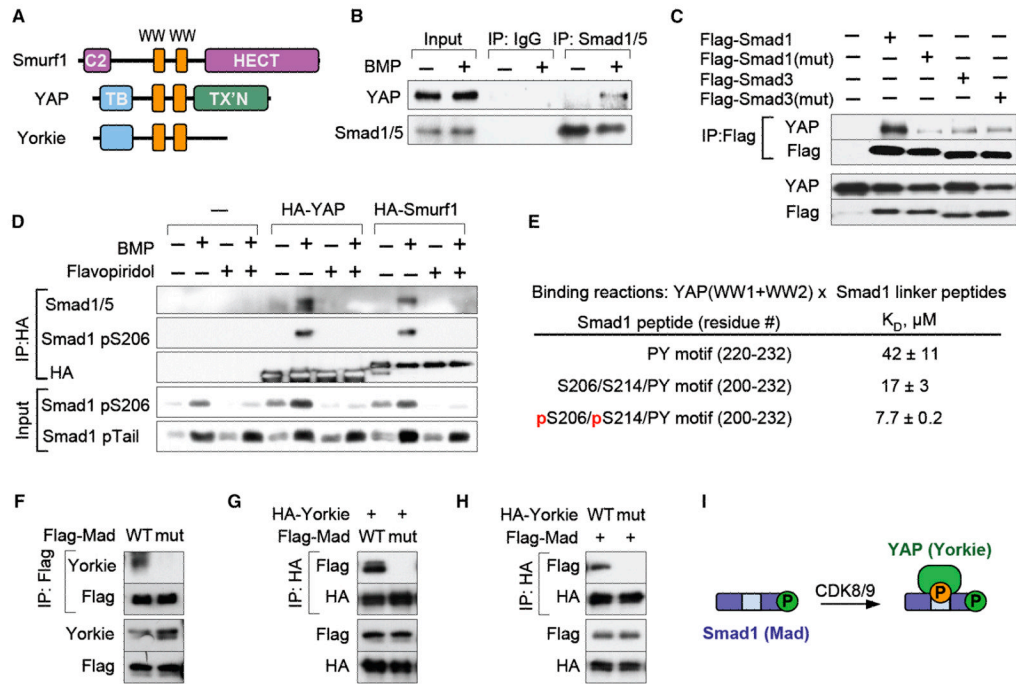 A
WW WW
Smurf1 C2 HECT
YAP TB TX'N
Yorkie
B
Input IP: IgG IP: Smad1/5
BMP – + – + – +
YAP
Smad1/5
C
Flag-Smad1 – + – – –
Flag-Smad1(mut) – – + – –
Flag-Smad3 – – – + –
Flag-Smad3(mut) – – – – +
IP:Flag
YAP
Flag
YAP
Flag
D
— HA-YAP HA-Smurf1
BMP – + – + – + – + – + – +
Flavopiridol – – + + – – + + – – + +
IP:HA
Smad1/5
Smad1 pS206
HA
Input
Smad1 pS206
Smad1 pTail
E
Binding reactions: YAP(WW1+WW2) x Smad1 linker peptides
Smad1 peptide (residue #) KD, µM
PY motif (220-232) 42 ± 11
S206/S214/PY motif (200-232) 17 ± 3
pS206/pS214/PY motif (200-232) 7.7 ± 0.2
F
Flag-Mad WT mut
IP: Flag
Yorkie
Flag
Yorkie
Flag
G
HA-Yorkie + +
Flag-Mad WT mut
IP: HA
Flag
HA
Flag
HA
H
HA-Yorkie WT mut
Flag-Mad + +
IP: HA
Flag
HA
Flag
HA
I
YAP (Yorkie)
CDK8/9
P P P
Smad1 (Mad)